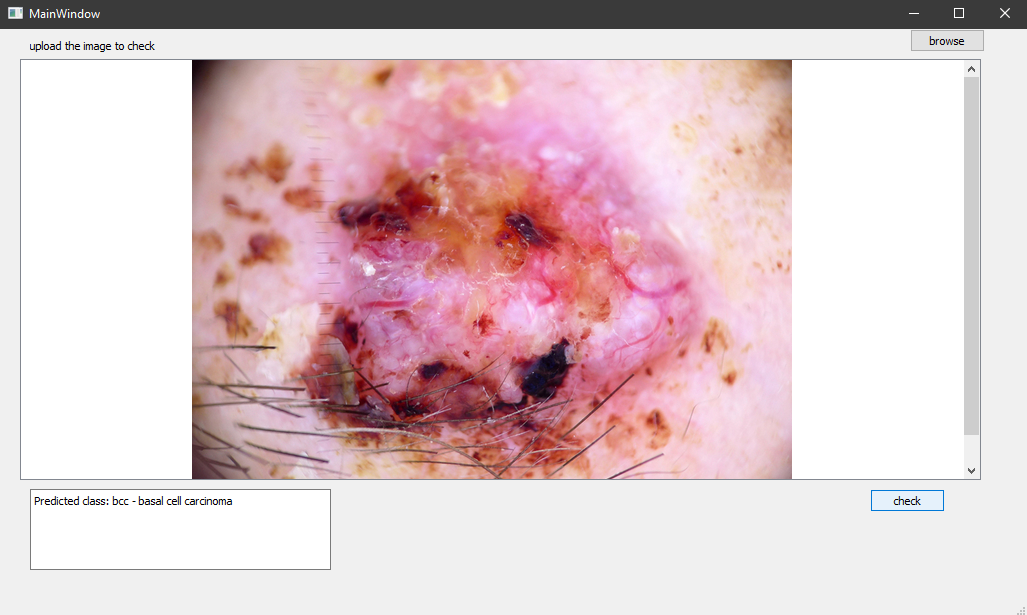 MainWindow
browse
upload the image to check
Predicted class: bcc - basal cell carcinoma
check